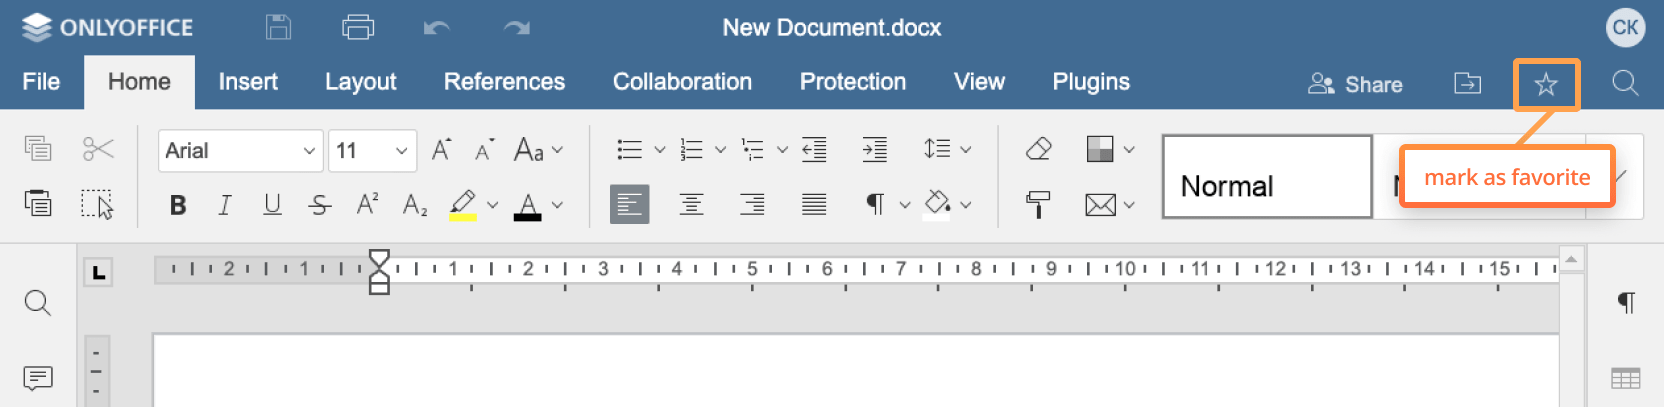 ONLYOFFICE
New Document.docx
CK
File Home Insert Layout References Collaboration Protection View Plugins Share
Arial 11 Aa
B I U S A² A₂ A
Normal
mark as favorite
L
2 1 1 2 3 4 5 6 7 8 9 10 11 12 13 14 15